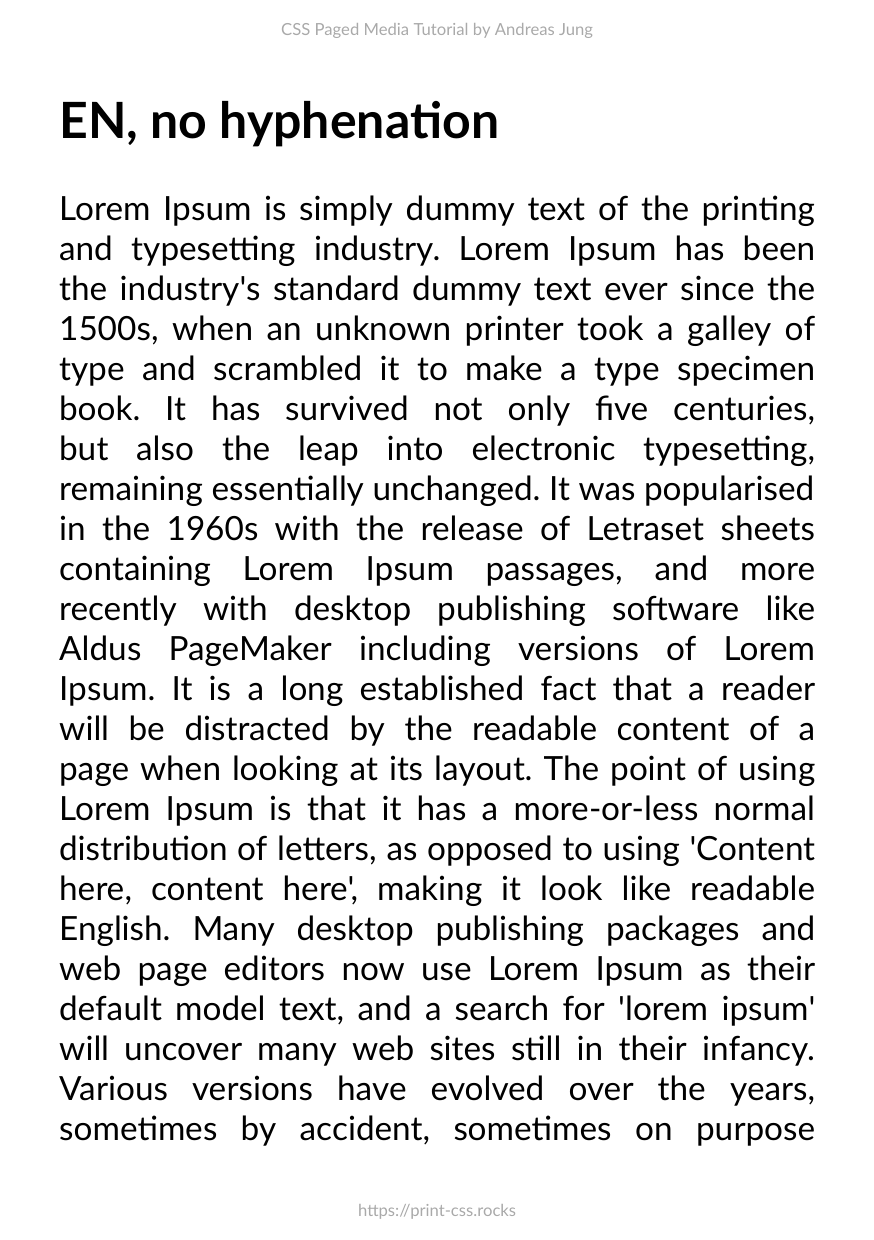 CSS Paged Media Tutorial by Andreas Jung
EN, no hyphenation
Lorem Ipsum is simply dummy text of the printing
and typesetting industry. Lorem Ipsum has been
the industry's standard dummy text ever since the
1500s, when an unknown printer took a galley of
type and scrambled it to make a type specimen
book. It has survived not only five centuries,
but also the leap into electronic typesetting,
remaining essentially unchanged. It was popularised
in the 1960s with the release of Letraset sheets
containing Lorem Ipsum passages, and more
recently with desktop publishing software like
Aldus PageMaker including versions of Lorem
Ipsum. It is a long established fact that a reader
will be distracted by the readable content of a
page when looking at its layout. The point of using
Lorem Ipsum is that it has a more-or-less normal
distribution of letters, as opposed to using 'Content
here, content here', making it look like readable
English. Many desktop publishing packages and
web page editors now use Lorem Ipsum as their
default model text, and a search for 'lorem ipsum'
will uncover many web sites still in their infancy.
Various versions have evolved over the years,
sometimes by accident, sometimes on purpose
https://print-css.rocks